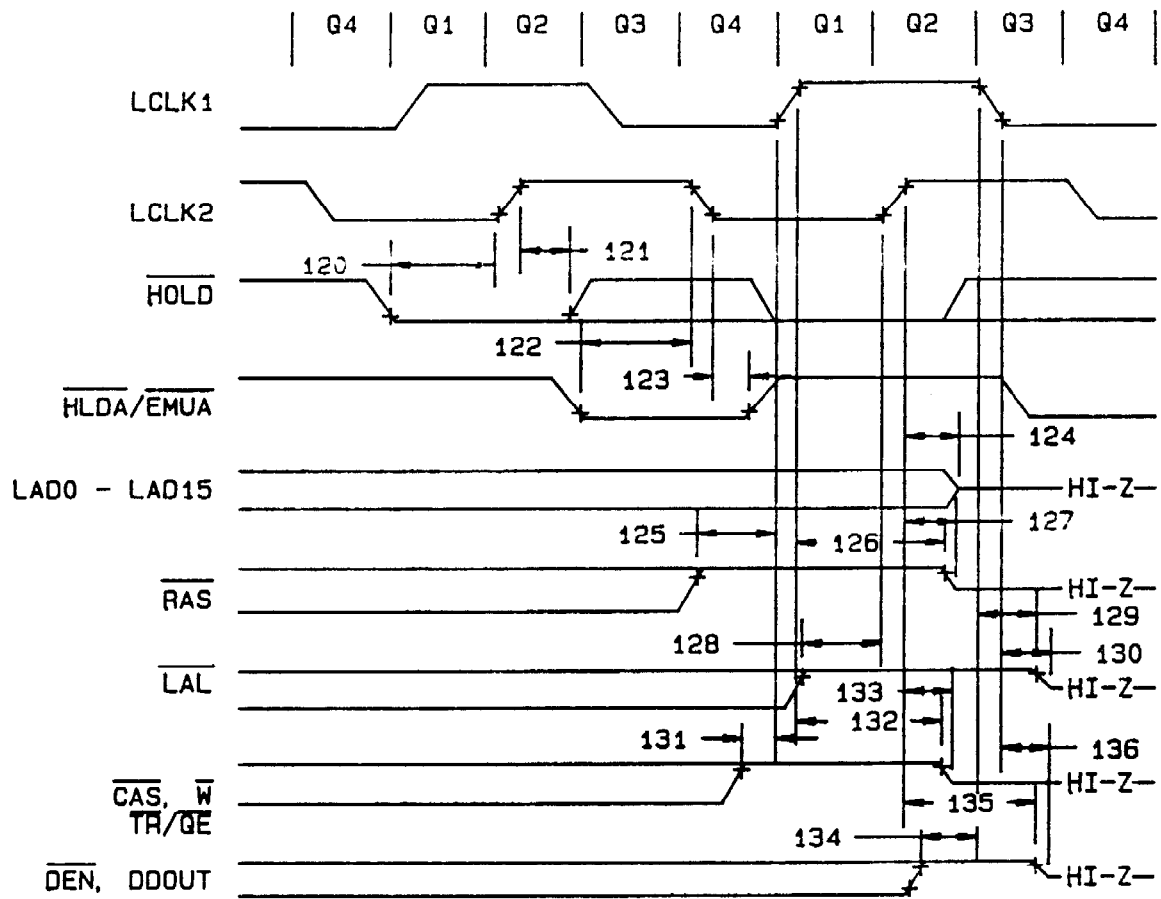 Q4 Q1 Q2 Q3 Q4 Q1 Q2 Q3 Q4
LCLK1
LCLK2
120 121
HOLD
122
123
HLDA/EMUA
124
LAD0 - LAD15 HI-Z
127
125 126
RAS HI-Z
129
128
130
LAL HI-Z
133
132
131 136
CAS, W HI-Z
TR/QE 135
134
DEN, DDOUT HI-Z